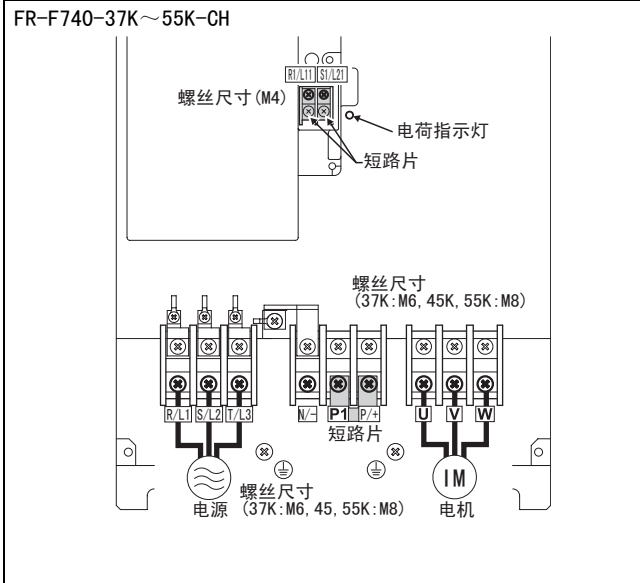 FR-F740-37K～55K-CH
R1/L11 S1/L21
螺丝尺寸(M4)
电荷指示灯
短路片
螺丝尺寸
(37K:M6, 45K, 55K:M8)
R/L1 S/L2 T/L3 N/- P1 P/+ U V W
短路片
IM
螺丝尺寸
电源 (37K:M6, 45, 55K:M8) 电机